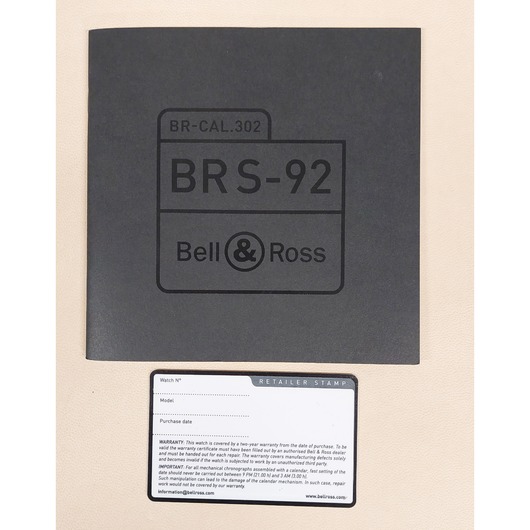 BR-CAL.302
BRS-92
Bell & Ross
Watch N°
RETAILER STAMP
Model
Purchase date
WARRANTY: This watch is covered by a two-year warranty from the date of purchase. To be
valid the warranty certificate must have been filled out by an authorised Bell & Ross dealer
and must be handed out for each repair. The warranty covers manufacturing defects solely
and becomes invalid if the watch is subjected to work by an unauthorized third party.
IMPORTANT: For all mechanical chronographs assembled with a calendar, fast setting of the
date should never be carried out between 9 PM (21.00 h) and 3 AM (3.00 h).
Such manipulation can lead to the damage of the calendar mechanism. In such case, repair
work would not be covered by our warranty.
information@bellross.com www.bellross.com